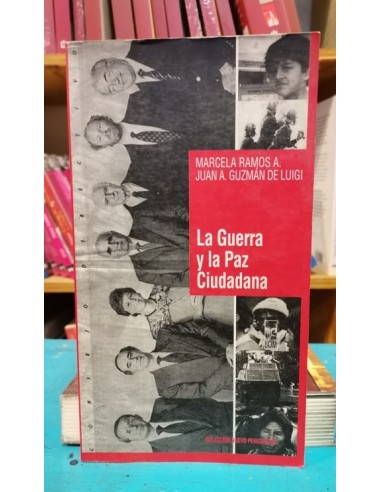 MARCELA RAMOS A.
JUAN A. GUZMÁN DE LUIGI
La Guerra
y la Paz
Ciudadana